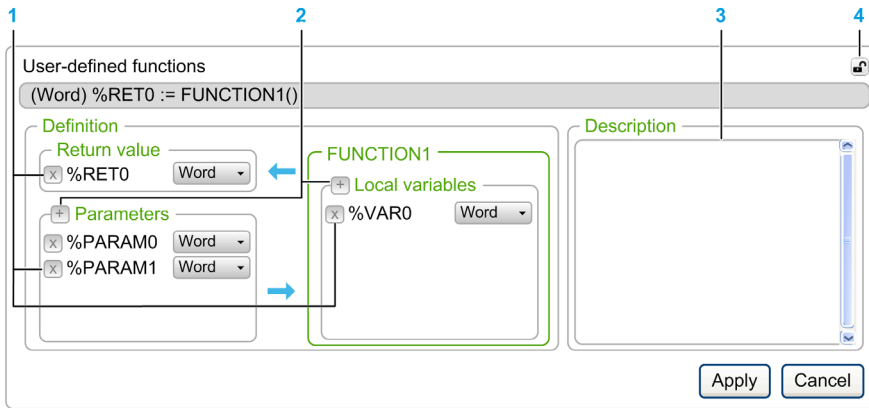 1 2 3 4
User-defined functions
(Word) %RET0 := FUNCTION1()
Definition
Return value
x %RET0 Word
+ Parameters
x %PARAM0 Word
x %PARAM1 Word
FUNCTION1
+ Local variables
x %VAR0 Word
Description
Apply Cancel